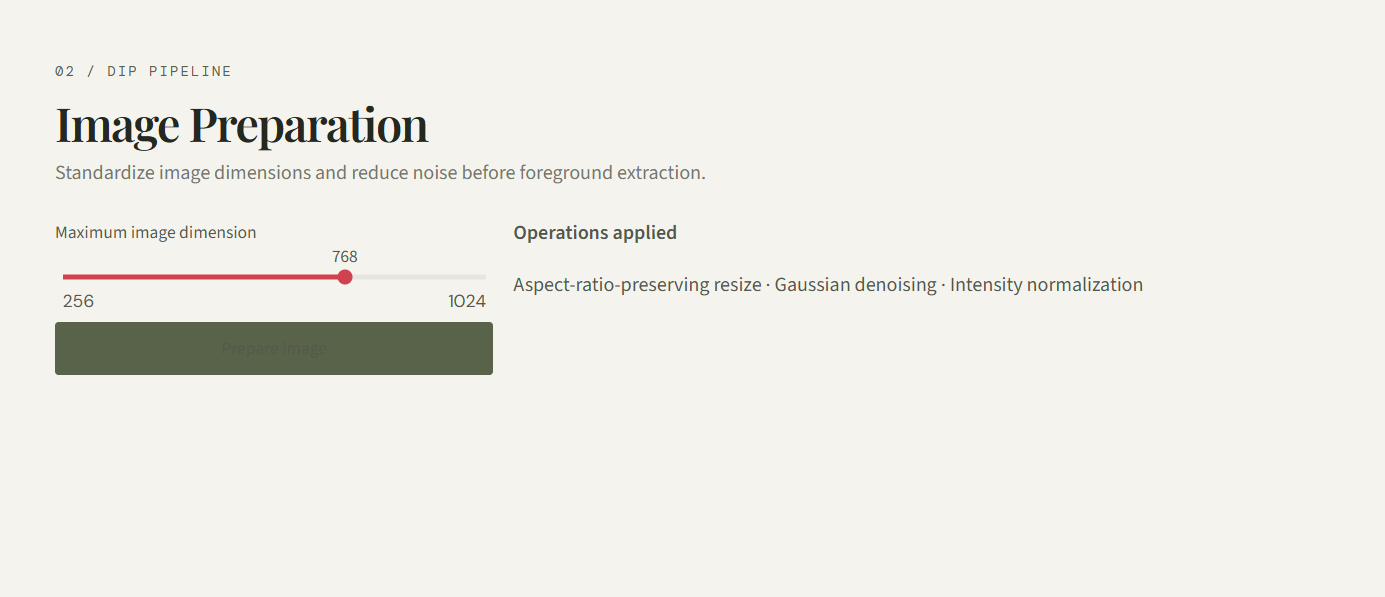 02 / DIP PIPELINE
Image Preparation
Standardize image dimensions and reduce noise before foreground extraction.
Maximum image dimension
768
256
1024
Prepare image
Operations applied
Aspect-ratio-preserving resize · Gaussian denoising · Intensity normalization